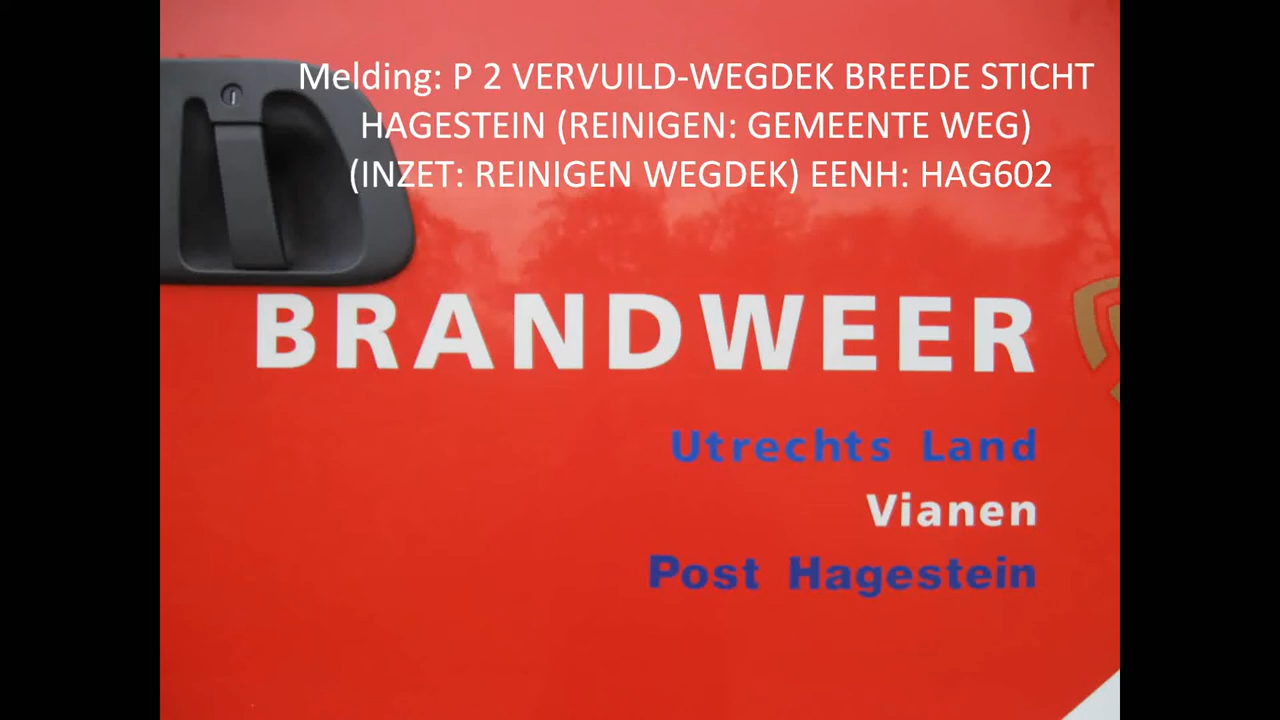 Melding: P 2 VERVUILD-WEGDEK BREEDE STICHT
HAGESTEIN (REINIGEN: GEMEENTE WEG)
(INZET: REINIGEN WEGDEK) EENH: HAG602
BRANDWEER
Utrechts Land
Vianen
Post Hagestein